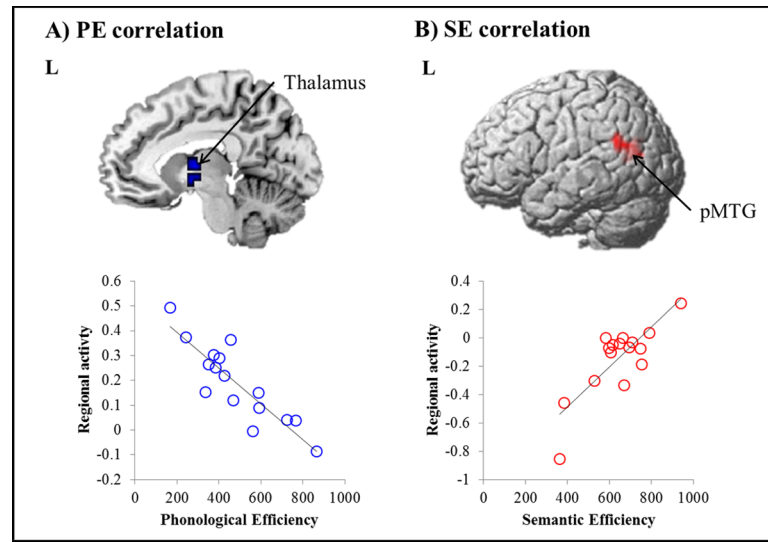 A) PE correlation
B) SE correlation
L
L
Thalamus
pMTG
0.6
0.5
0.4
0.3
0.2
0.1
0
-0.1
-0.2
Regional activty
0 200 400 600 800 1000
Phonological Efficiency
0.4
0.2
0
-0.2
-0.4
-0.6
-0.8
-1
Regional activity
0 200 400 600 800 1000
Semantic Efficiency